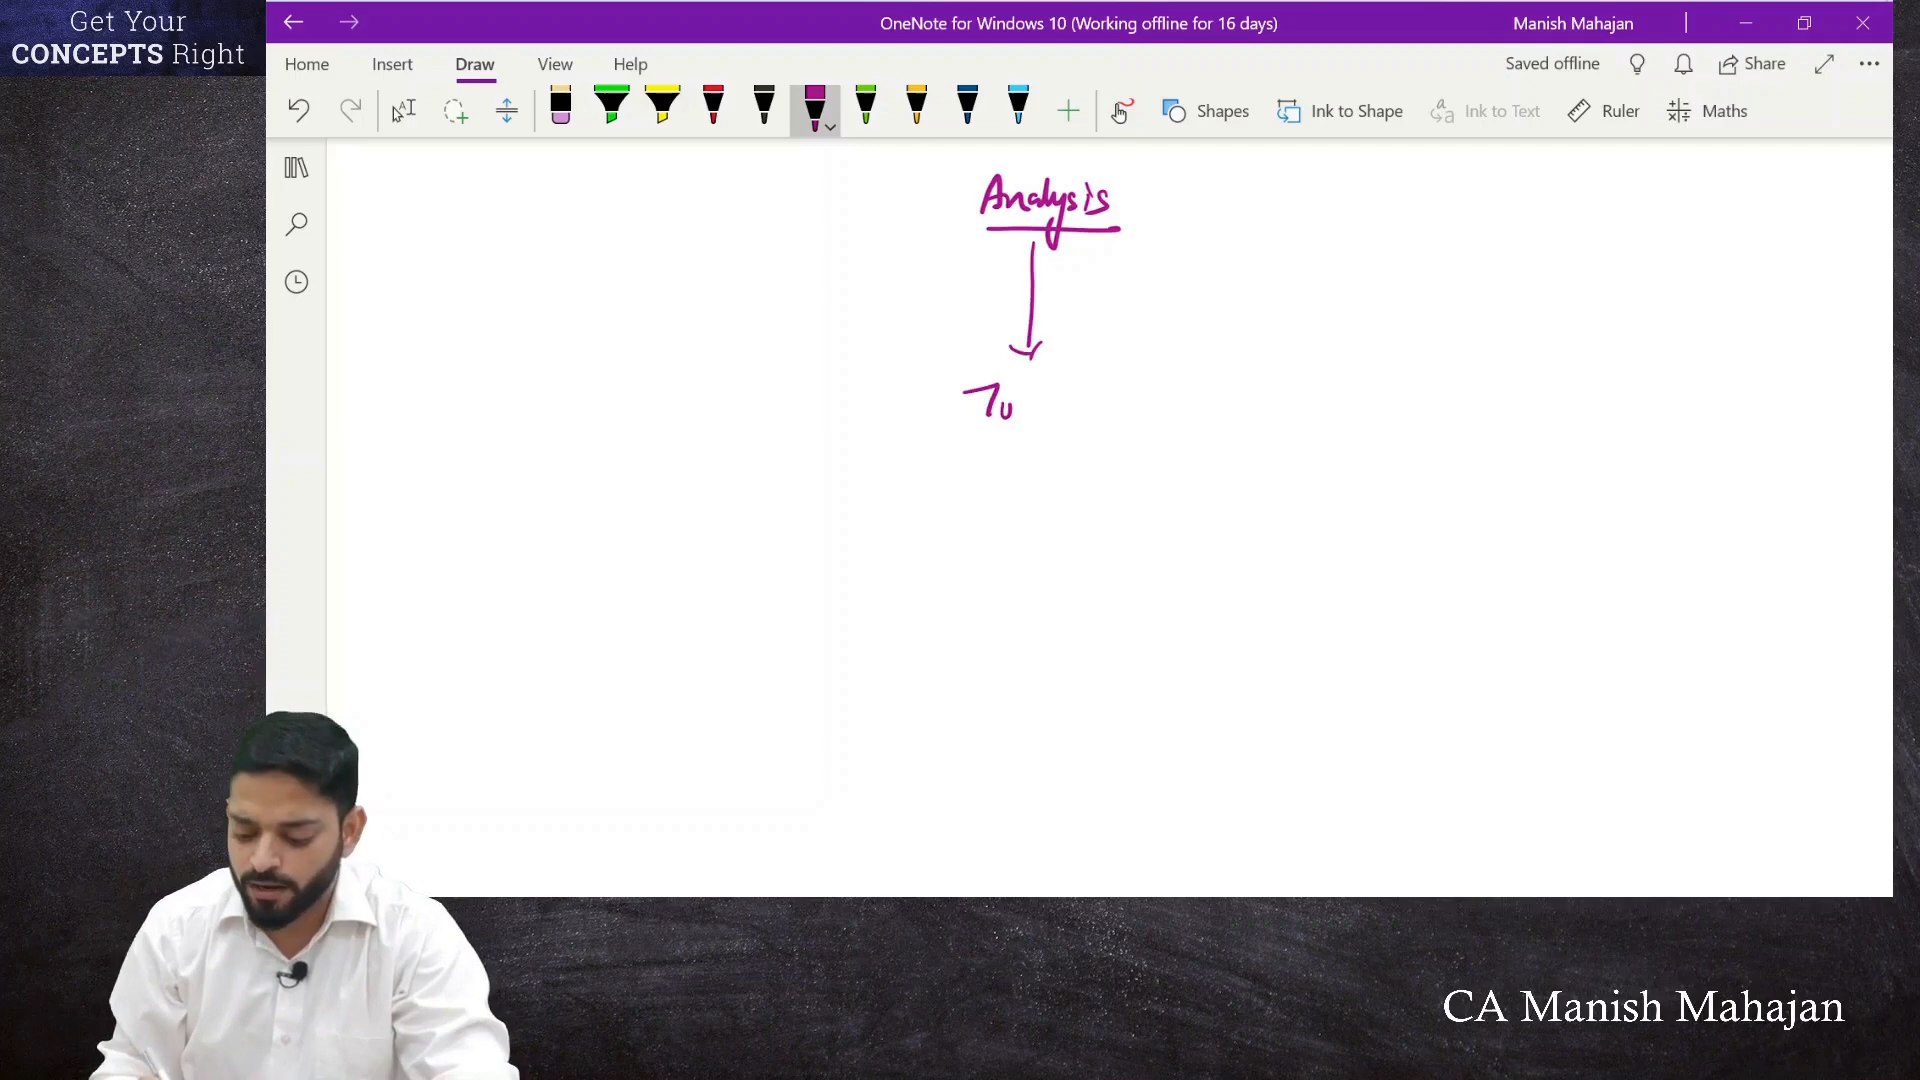 Get Your
CONCEPTS Right
OneNote for Windows 10 (Working offline for 16 days)
Manish Mahajan
Home Insert Draw View Help
Saved offline
Share
Shapes
Ink to Shape
Ink to Text
Ruler
Maths
Analysis
Tu
CA Manish Mahajan